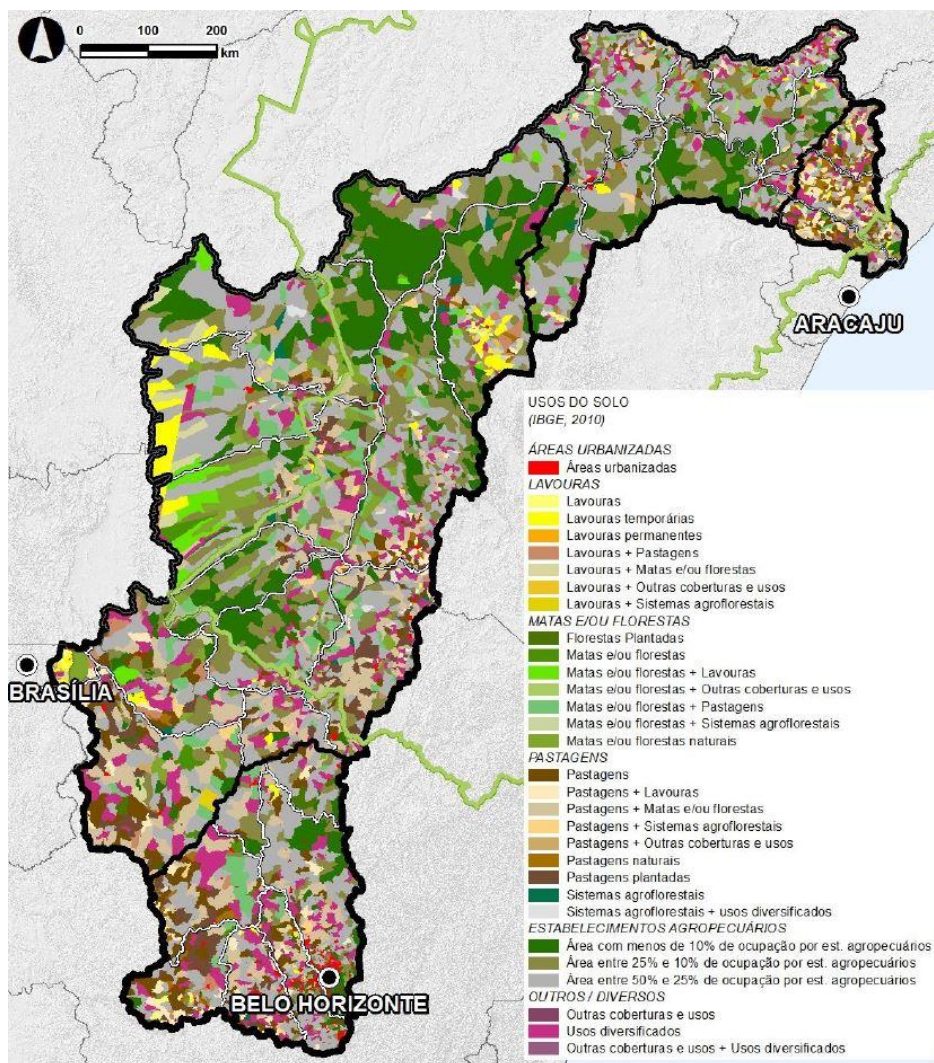 0 100 200
km
ARACAJU
USOS DO SOLO
(IBGE, 2010)
ÁREAS URBANIZADAS
Áreas urbanizadas
LAVOURAS
Lavouras
Lavouras temporárias
Lavouras permanentes
Lavouras + Pastagens
Lavouras + Matas e/ou florestas
Lavouras + Outras coberturas e usos
Lavouras + Sistemas agroflorestais
MATAS E/OU FLORESTAS
Florestas Plantadas
Matas e/ou florestas
Matas e/ou florestas + Lavouras
Matas e/ou florestas + Outras coberturas e usos
Matas e/ou florestas + Pastagens
Matas e/ou florestas + Sistemas agroflorestais
Matas e/ou florestas naturais
PASTAGENS
Pastagens
Pastagens + Lavouras
Pastagens + Matas e/ou florestas
Pastagens + Sistemas agroflorestais
Pastagens + Outras coberturas e usos
Pastagens naturais
Pastagens plantadas
Sistemas agroflorestais
Sistemas agroflorestais + usos diversificados
ESTABELECIMENTOS AGROPECUÁRIOS
Área com menos de 10% de ocupação por est. agropecuários
Área entre 25% e 10% de ocupação por est. agropecuários
Área entre 50% e 25% de ocupação por est. agropecuários
OUTROS / DIVERSOS
Outras coberturas e usos
Usos diversificados
Outras coberturas e usos + Usos diversificados
BRASÍLIA
BELO HORIZONTE